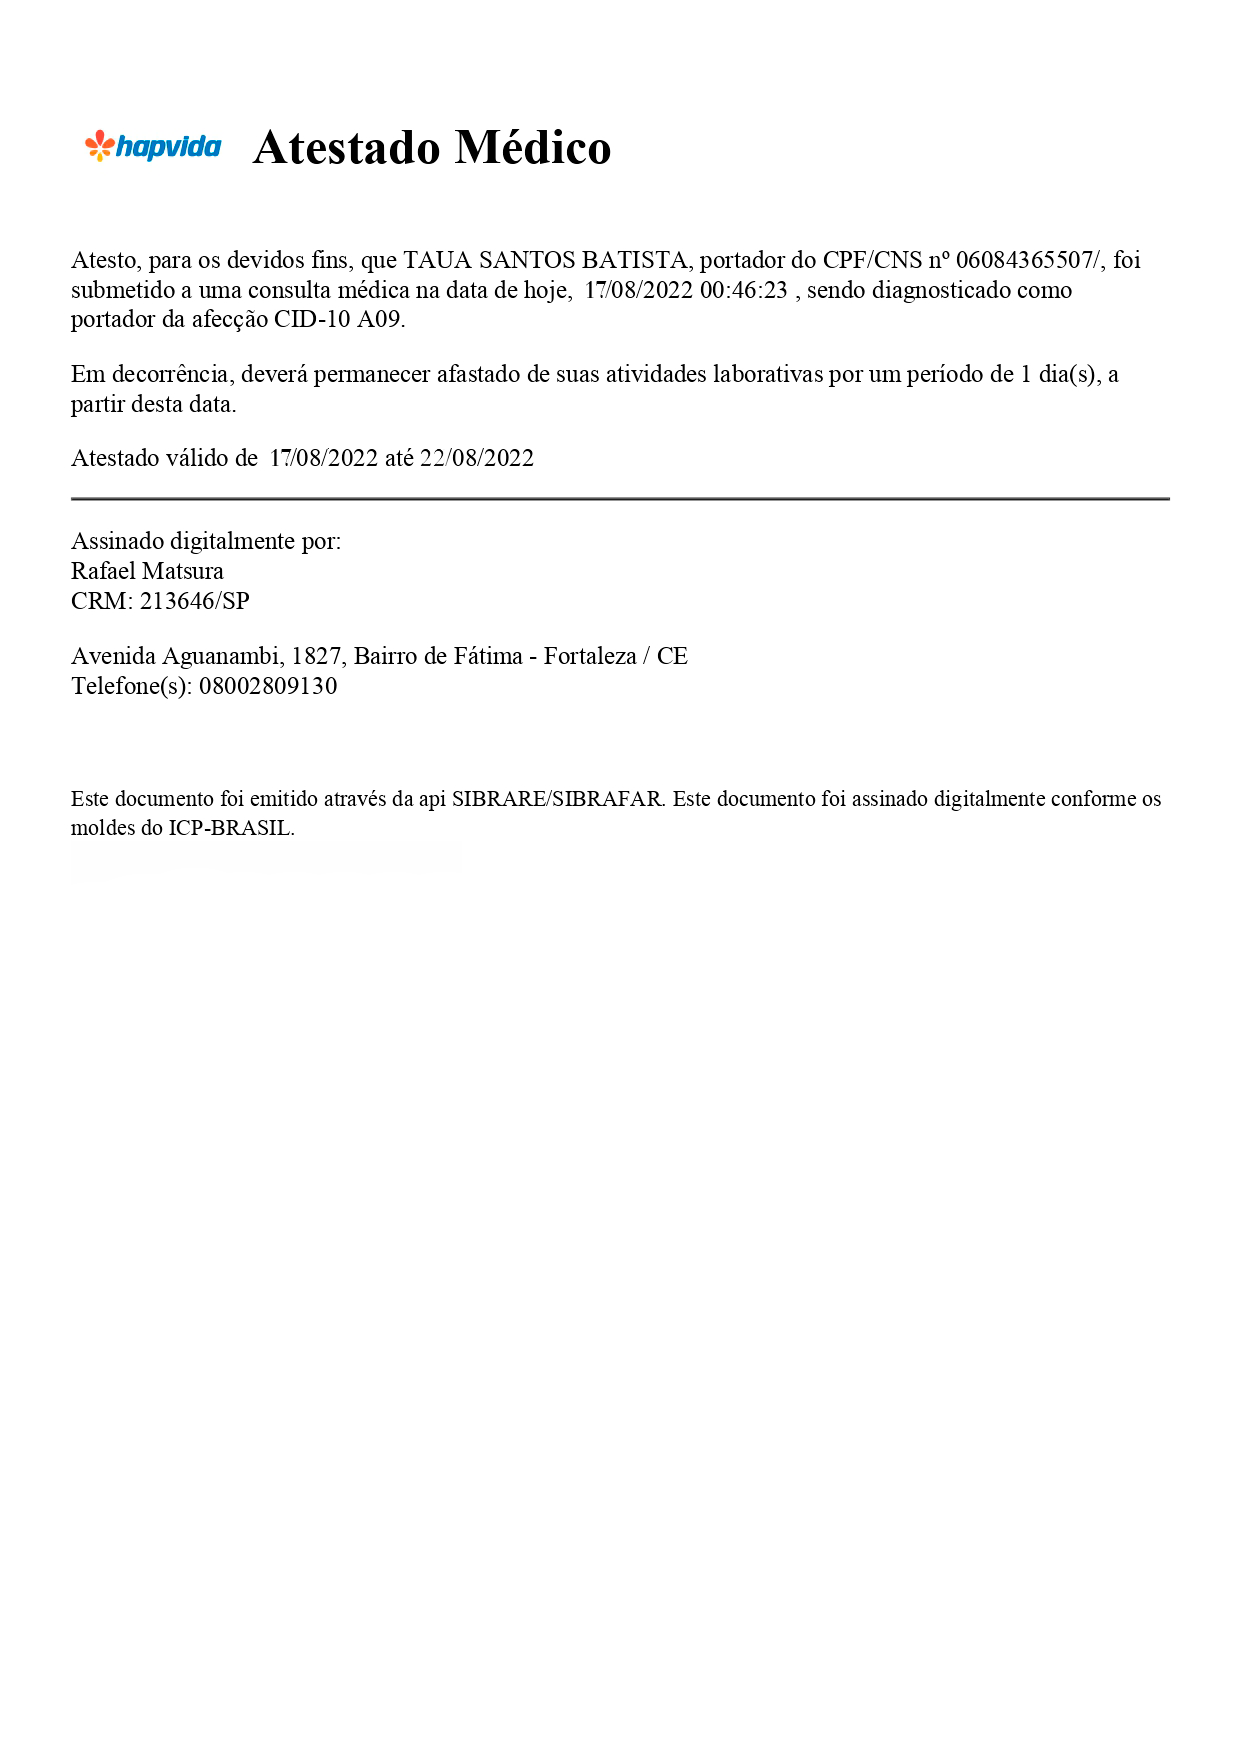 hapvida Atestado Médico
Atesto, para os devidos fins, que TAUA SANTOS BATISTA, portador do CPF/CNS nº 06084365507/, foi
submetido a uma consulta médica na data de hoje, 17/08/2022 00:46:23 , sendo diagnosticado como
portador da afecção CID-10 A09.
Em decorrência, deverá permanecer afastado de suas atividades laborativas por um período de 1 dia(s), a
partir desta data.
Atestado válido de 17/08/2022 até 22/08/2022
Assinado digitalmente por:
Rafael Matsura
CRM: 213646/SP
Avenida Aguanambi, 1827, Bairro de Fátima - Fortaleza / CE
Telefone(s): 08002809130
Este documento foi emitido através da api SIBRARE/SIBRAFAR. Este documento foi assinado digitalmente conforme os
moldes do ICP-BRASIL.